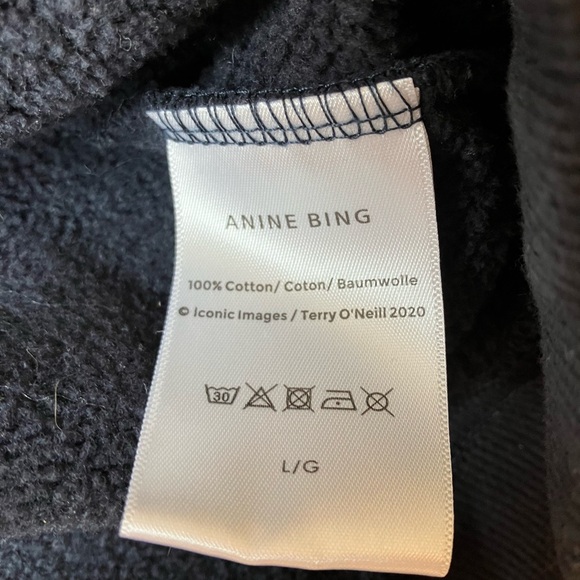 ANINE BING
100% Cotton/ Coton/ Baumwolle
© Iconic Images / Terry O'Neill 2020
30
L/G